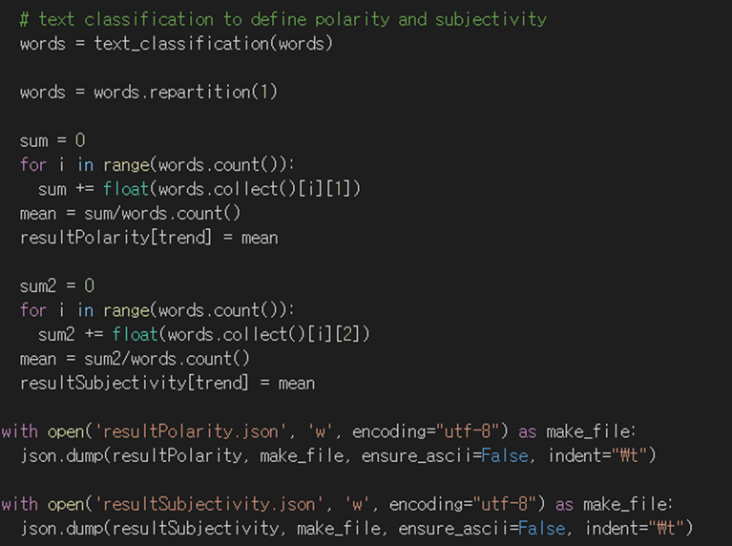 # text classification to define polarity and subjectivity
words = text_classification(words)
words = words.repartition(1)
sum = 0
for i in range(words.count()):
sum += float(words.collect()[i][1])
mean = sum/words.count()
resultPolarity[trend] = mean
sum2 = 0
for i in range(words.count()):
sum2 += float(words.collect()[i][2])
mean = sum2/words.count()
resultSubjectivity[trend] = mean
with open('resultPolarity.json', 'w', encoding="utf-8") as make_file:
json.dump(resultPolarity, make_file, ensure_ascii=False, indent="₩t")
with open('resultSubjectivity.json', 'w', encoding="utf-8") as make_file:
json.dump(resultSubjectivity, make_file, ensure_ascii=False, indent="₩t")